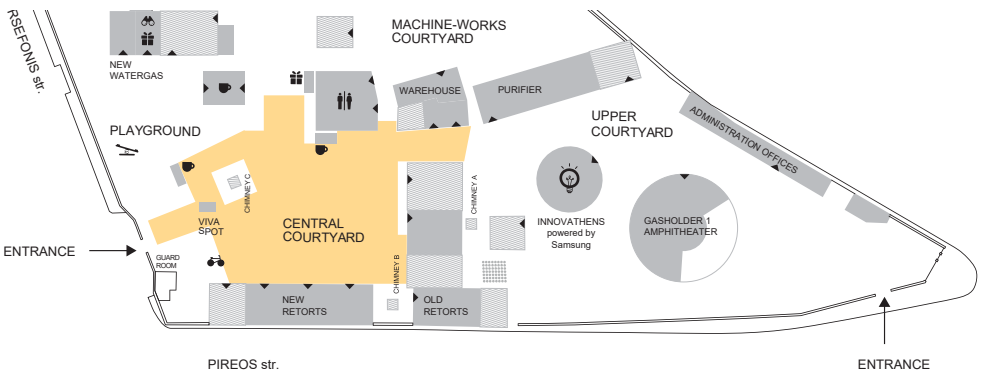 RSEFONIS str.
MACHINE-WORKS
COURTYARD
NEW
WATERGAS
WAREHOUSE
PURIFIER
PLAYGROUND
UPPER
COURTYARD
ADMINISTRATION OFFICES
CHIMNEY C
CHIMNEY A
VIVA
SPOT
CENTRAL
COURTYARD
INNOVATHENS
powered by
Samsung
GASHOLDER 1
AMPHITHEATER
ENTRANCE
GUARD
ROOM
CHIMNEY B
NEW
RETORTS
OLD
RETORTS
PIREOS str.
ENTRANCE